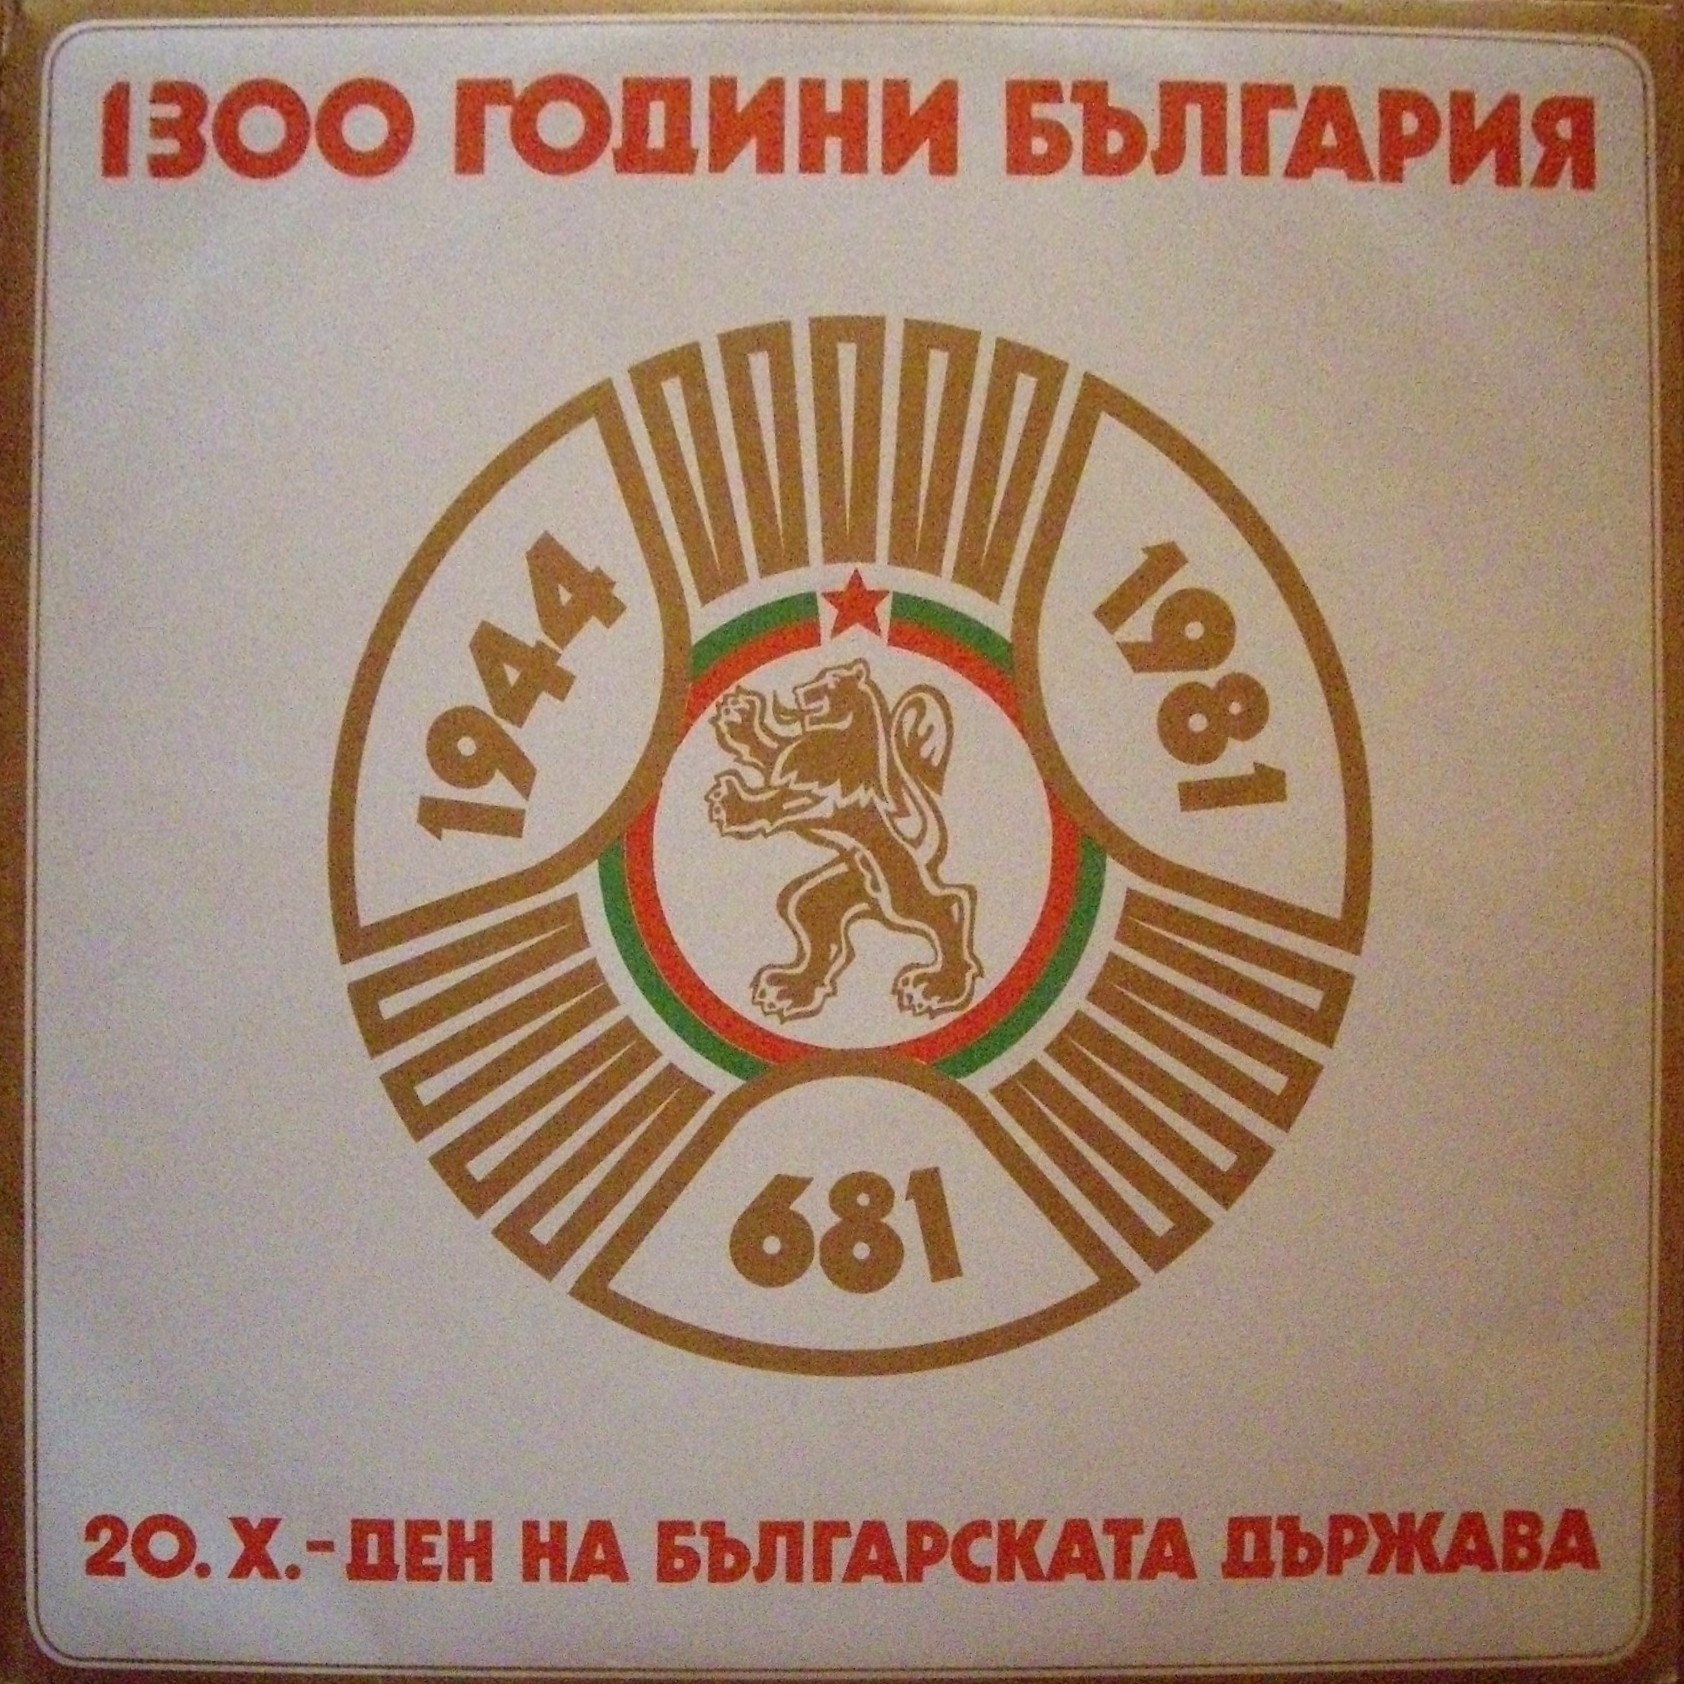 1300 ГОДИНИ БЪЛГАРИЯ
1944
1981
681
20. X.-ДЕН НА БЪЛГАРСКАТА ДЪРЖАВА